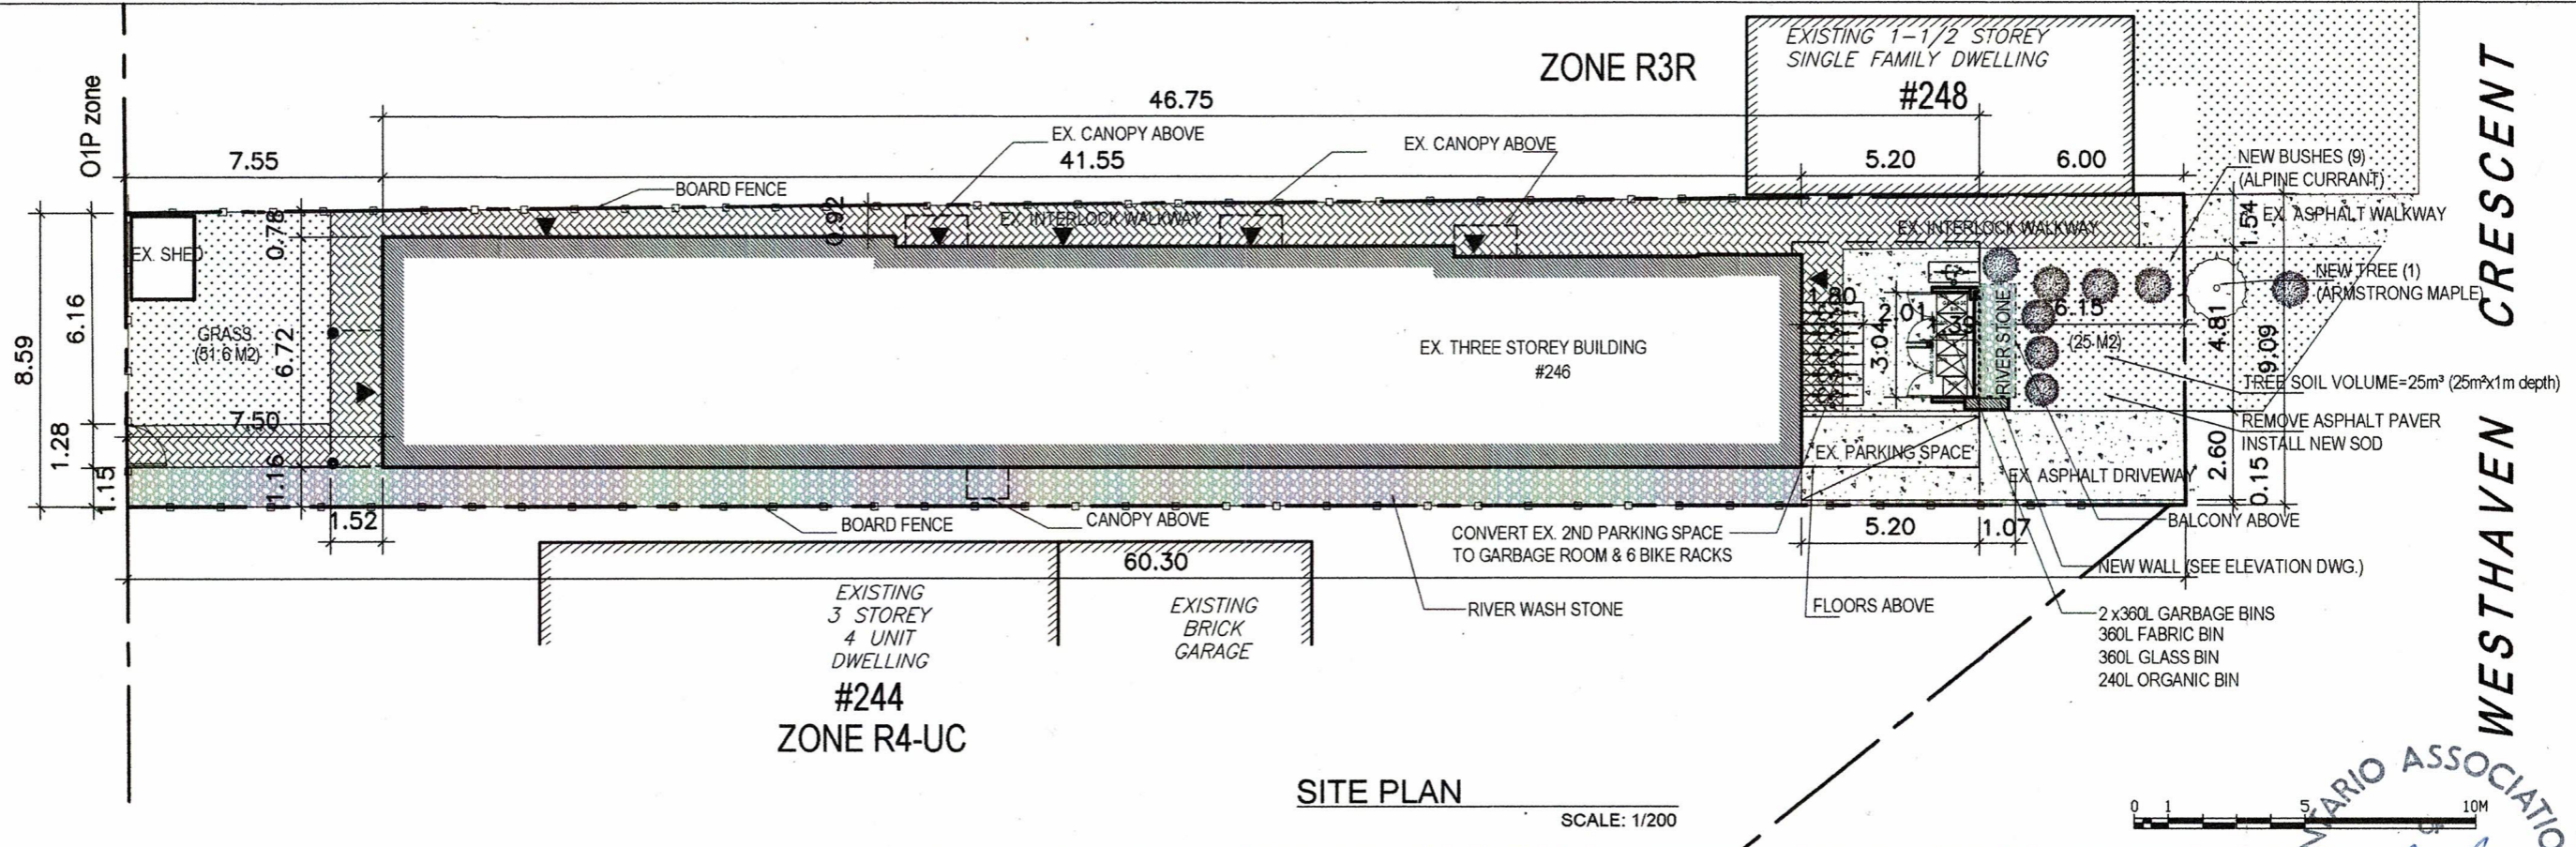 EXISTING 1-1/2 STOREY
SINGLE FAMILY DWELLING
#248
ZONE R3R
O1P zone
46.75
EX. CANOPY ABOVE
EX. CANOPY ABOVE
7.55
41.55
5.20
6.00
NEW BUSHES (9)
(ALPINE CURRANT)
BOARD FENCE
0.78
0.92
EX. INTERLOCK WALKWAY
EX. INTERLOCK WALKWAY
1.54
EX. ASPHALT WALKWAY
EX. SHED
NEW TREE (1)
(ARMSTRONG MAPLE)
8.59
6.16
GRASS
(51.6 M2)
6.72
EX. THREE STOREY BUILDING
#246
1.80
2.01
1.39
3.04
RIVER STONE
6.15
(25 M2)
4.81
9.09
TREE SOIL VOLUME=25m³ (25m²x1m depth)
REMOVE ASPHALT PAVER
INSTALL NEW SOD
7.50
1.28
1.15
1.16
EX. PARKING SPACE
EX. ASPHALT DRIVEWAY
2.60
0.15
1.52
BOARD FENCE
CANOPY ABOVE
CONVERT EX. 2ND PARKING SPACE
TO GARBAGE ROOM & 6 BIKE RACKS
5.20
1.07
BALCONY ABOVE
60.30
NEW WALL (SEE ELEVATION DWG.)
EXISTING
3 STOREY
4 UNIT
DWELLING
EXISTING
BRICK
GARAGE
RIVER WASH STONE
FLOORS ABOVE
2 x360L GARBAGE BINS
360L FABRIC BIN
360L GLASS BIN
240L ORGANIC BIN
#244
ZONE R4-UC
WESTHAVEN CRESCENT
SITE PLAN
SCALE: 1/200
0 1 5 10M
TARIO ASSOCIATIO